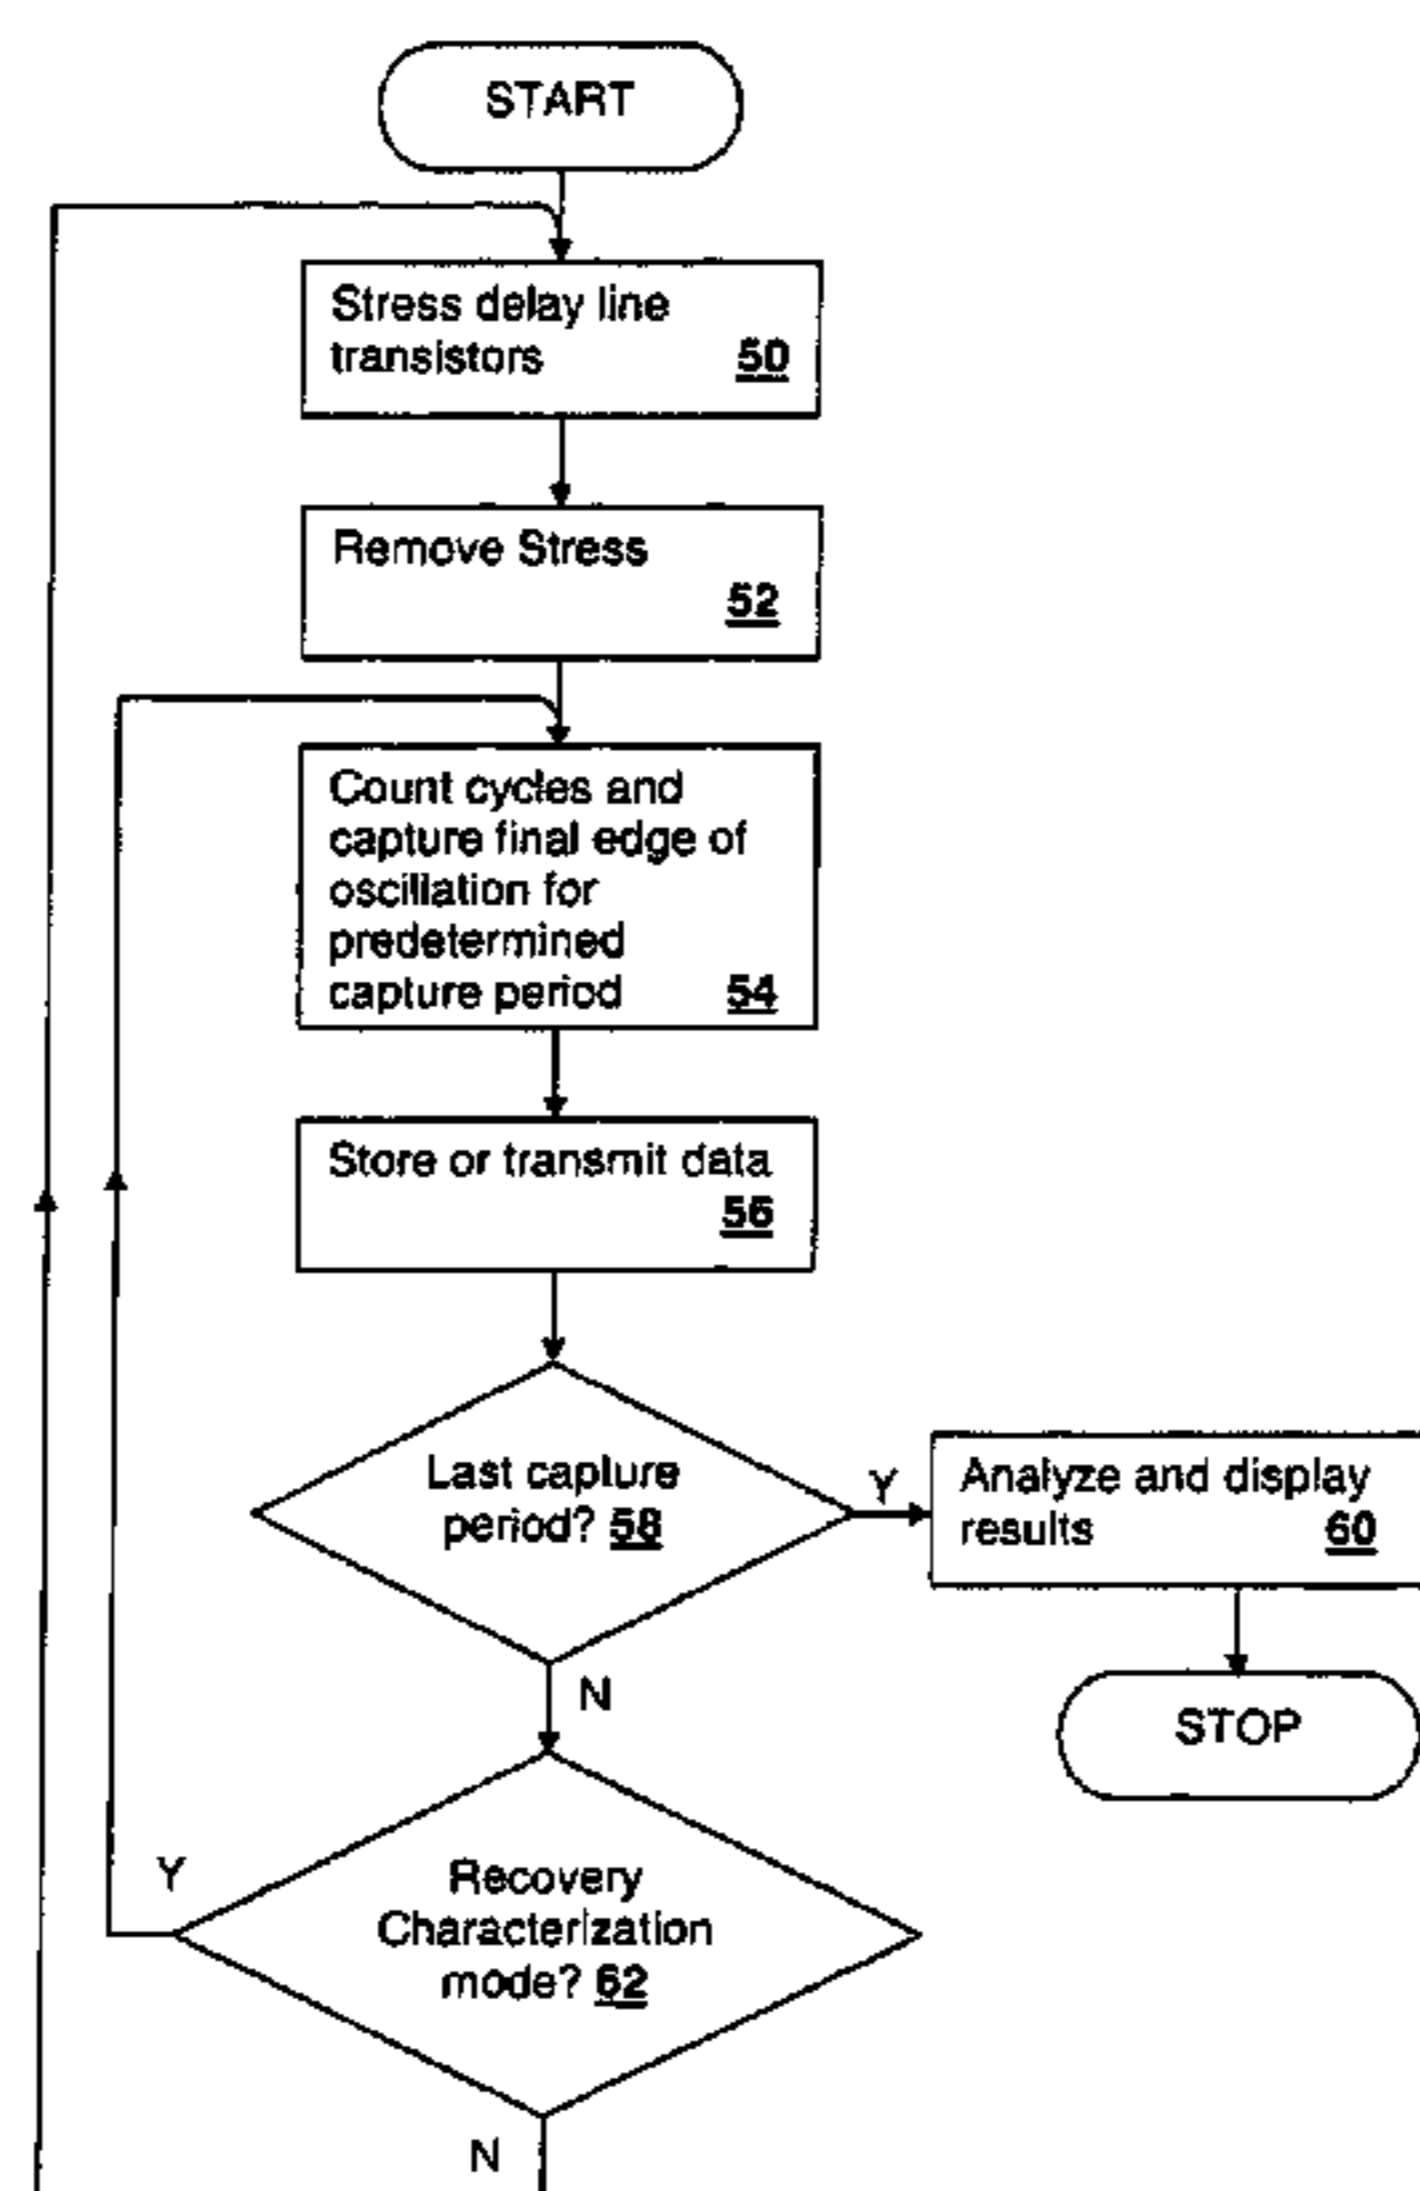 START
Stress delay line
transistors 50
Remove Stress
52
Count cycles and
capture final edge of
oscillation for
predetermined
capture period 54
Store or transmit data
56
Last capture
period? 58
Y
Analyze and display
results 60
N
STOP
Y
Recovery
Characterization
mode? 62
N